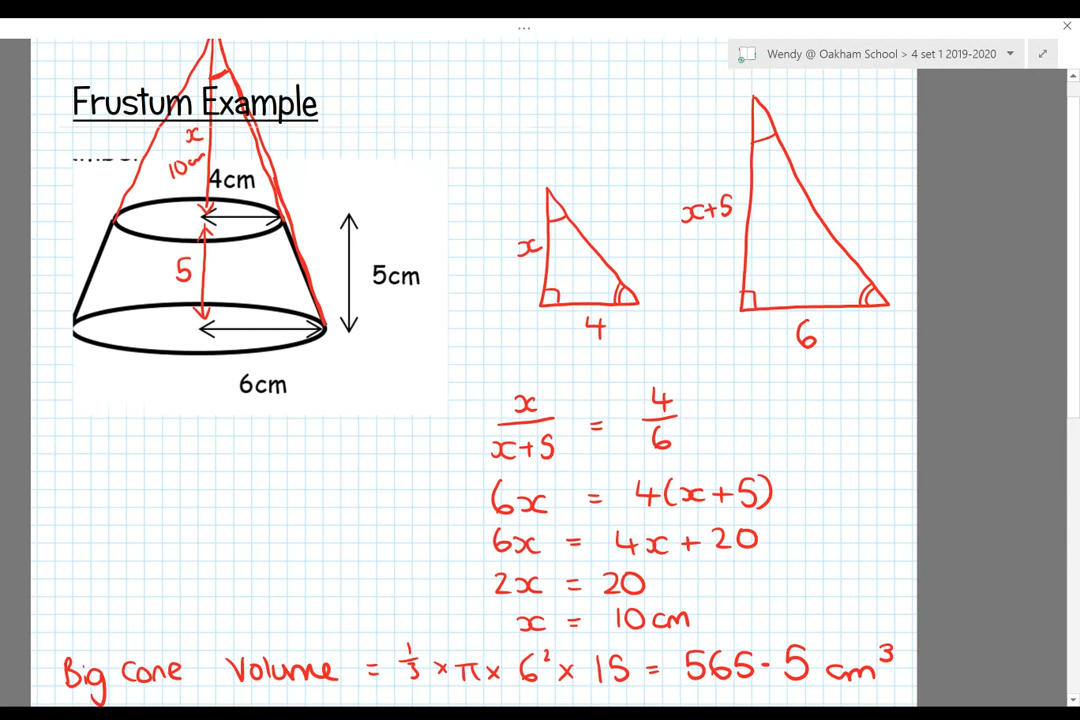 Wendy @ Oakham School > 4 set 1 2019-2020
Frustum Example
x
10cm
4cm
5
5cm
6cm
x
4
x+5
6
x/(x+5) = 4/6
6x = 4(x+5)
6x = 4x + 20
2x = 20
x = 10cm
Big Cone Volume = 1/3 × π × 6² × 15 = 565.5 cm³